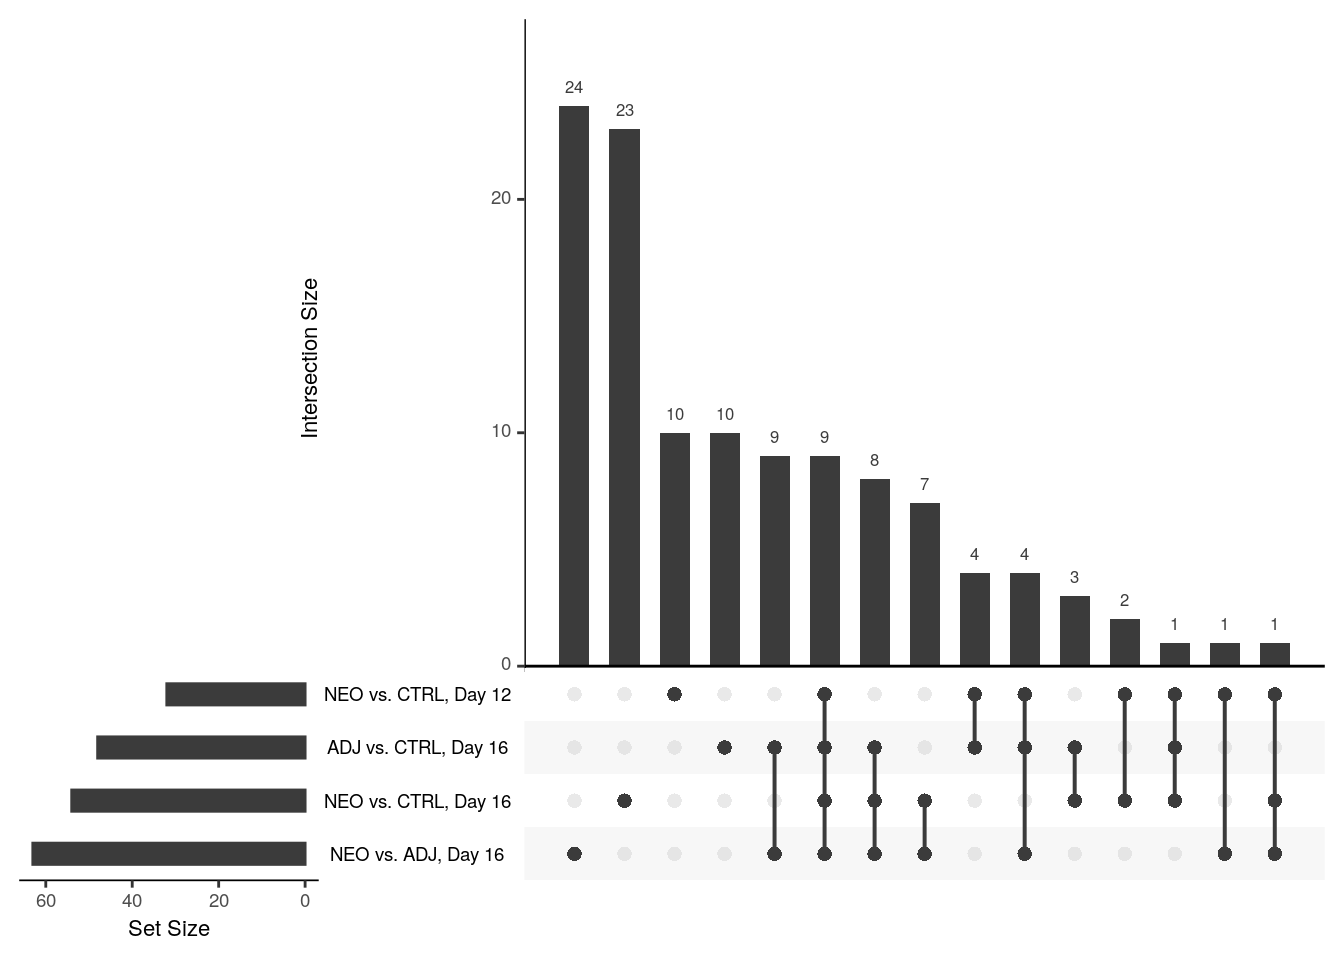 24
23
10
10
9
9
8
7
4
4
3
2
1
1
1
20
10
0
Intersection Size
NEO vs. CTRL, Day 12
ADJ vs. CTRL, Day 16
NEO vs. CTRL, Day 16
NEO vs. ADJ, Day 16
60 40 20 0
Set Size